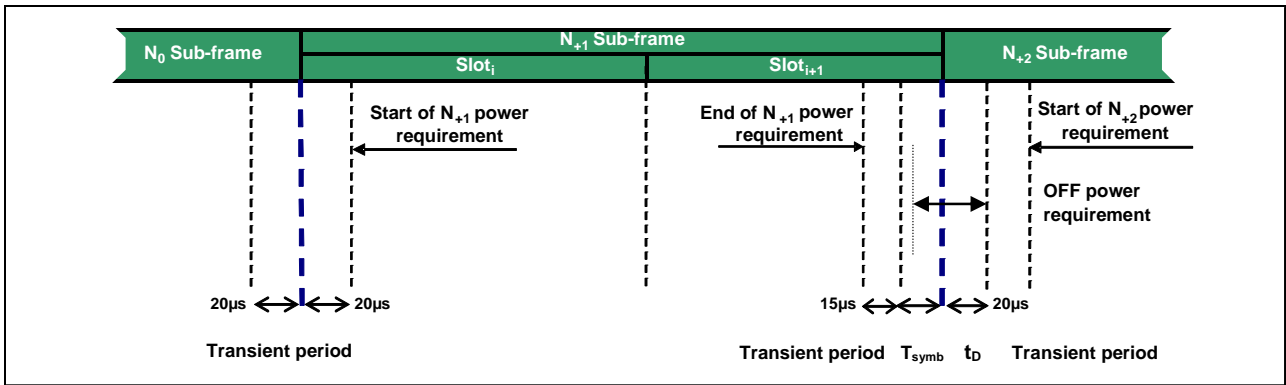 N0 Sub-frame
N+1 Sub-frame
N+2 Sub-frame
Sloti
Sloti+1
Start of N+1 power
requirement
End of N+1 power
requirement
Start of N+2 power
requirement
OFF power
requirement
20µs
20µs
15µs
20µs
Transient period
Transient period
Tsymb
tD
Transient period